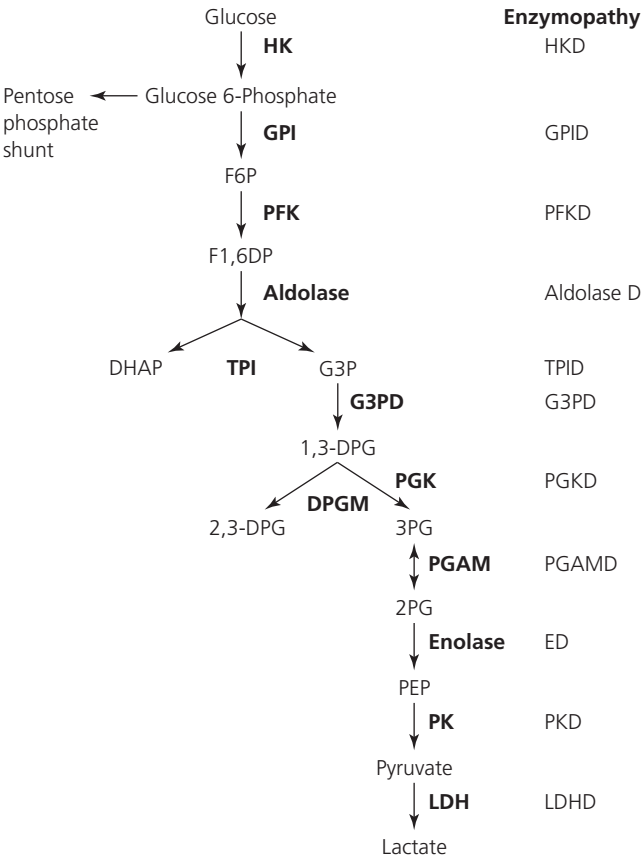 Glucose
Enzymopathy
HK
HKD
Pentose
phosphate
shunt
Glucose 6-Phosphate
GPI
GPID
F6P
PFK
PFKD
F1,6DP
Aldolase
Aldolase D
DHAP
TPI
G3P
TPID
G3PD
G3PD
1,3-DPG
PGK
PGKD
DPGM
2,3-DPG
3PG
PGAM
PGAMD
2PG
Enolase
ED
PEP
PK
PKD
Pyruvate
LDH
LDHD
Lactate